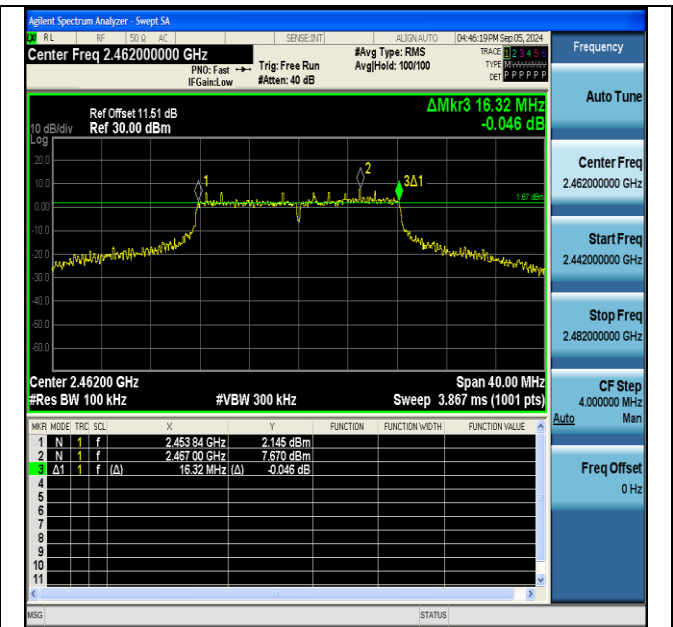 Agilent Spectrum Analyzer - Swept SA
LXI RL RF 50 Ω AC SENSE:INT ALIGN AUTO 04:46:19 PM Sep 05, 2024
Center Freq 2.462000000 GHz #Avg Type: RMS TRACE 1 2 3 4 5 6
PNO: Fast Trig: Free Run Avg|Hold: 100/100 TYPE M
IFGain:Low #Atten: 40 dB DET P P P P P P
Frequency
Auto Tune
Center Freq
2.462000000 GHz
Start Freq
2.442000000 GHz
Stop Freq
2.482000000 GHz
CF Step
4.000000 MHz
Auto Man
Freq Offset
0 Hz
Ref Offset 11.51 dB ΔMkr3 16.32 MHz
10 dB/div Ref 30.00 dBm -0.046 dB
Log
20.0
10.0
0.00
-10.0
-20.0
-30.0
-40.0
-50.0
-60.0
1
2
3Δ1
1.67 dBm
Center 2.46200 GHz Span 40.00 MHz
#Res BW 100 kHz #VBW 300 kHz Sweep 3.867 ms (1001 pts)
MKR MODE TRC SCL X Y FUNCTION FUNCTION WIDTH FUNCTION VALUE
1 N 1 f 2.453 84 GHz 2.145 dBm
2 N 1 f 2.467 00 GHz 7.670 dBm
3 Δ1 1 f (Δ) 16.32 MHz (Δ) -0.046 dB
4
5
6
7
8
9
10
11
MSG STATUS